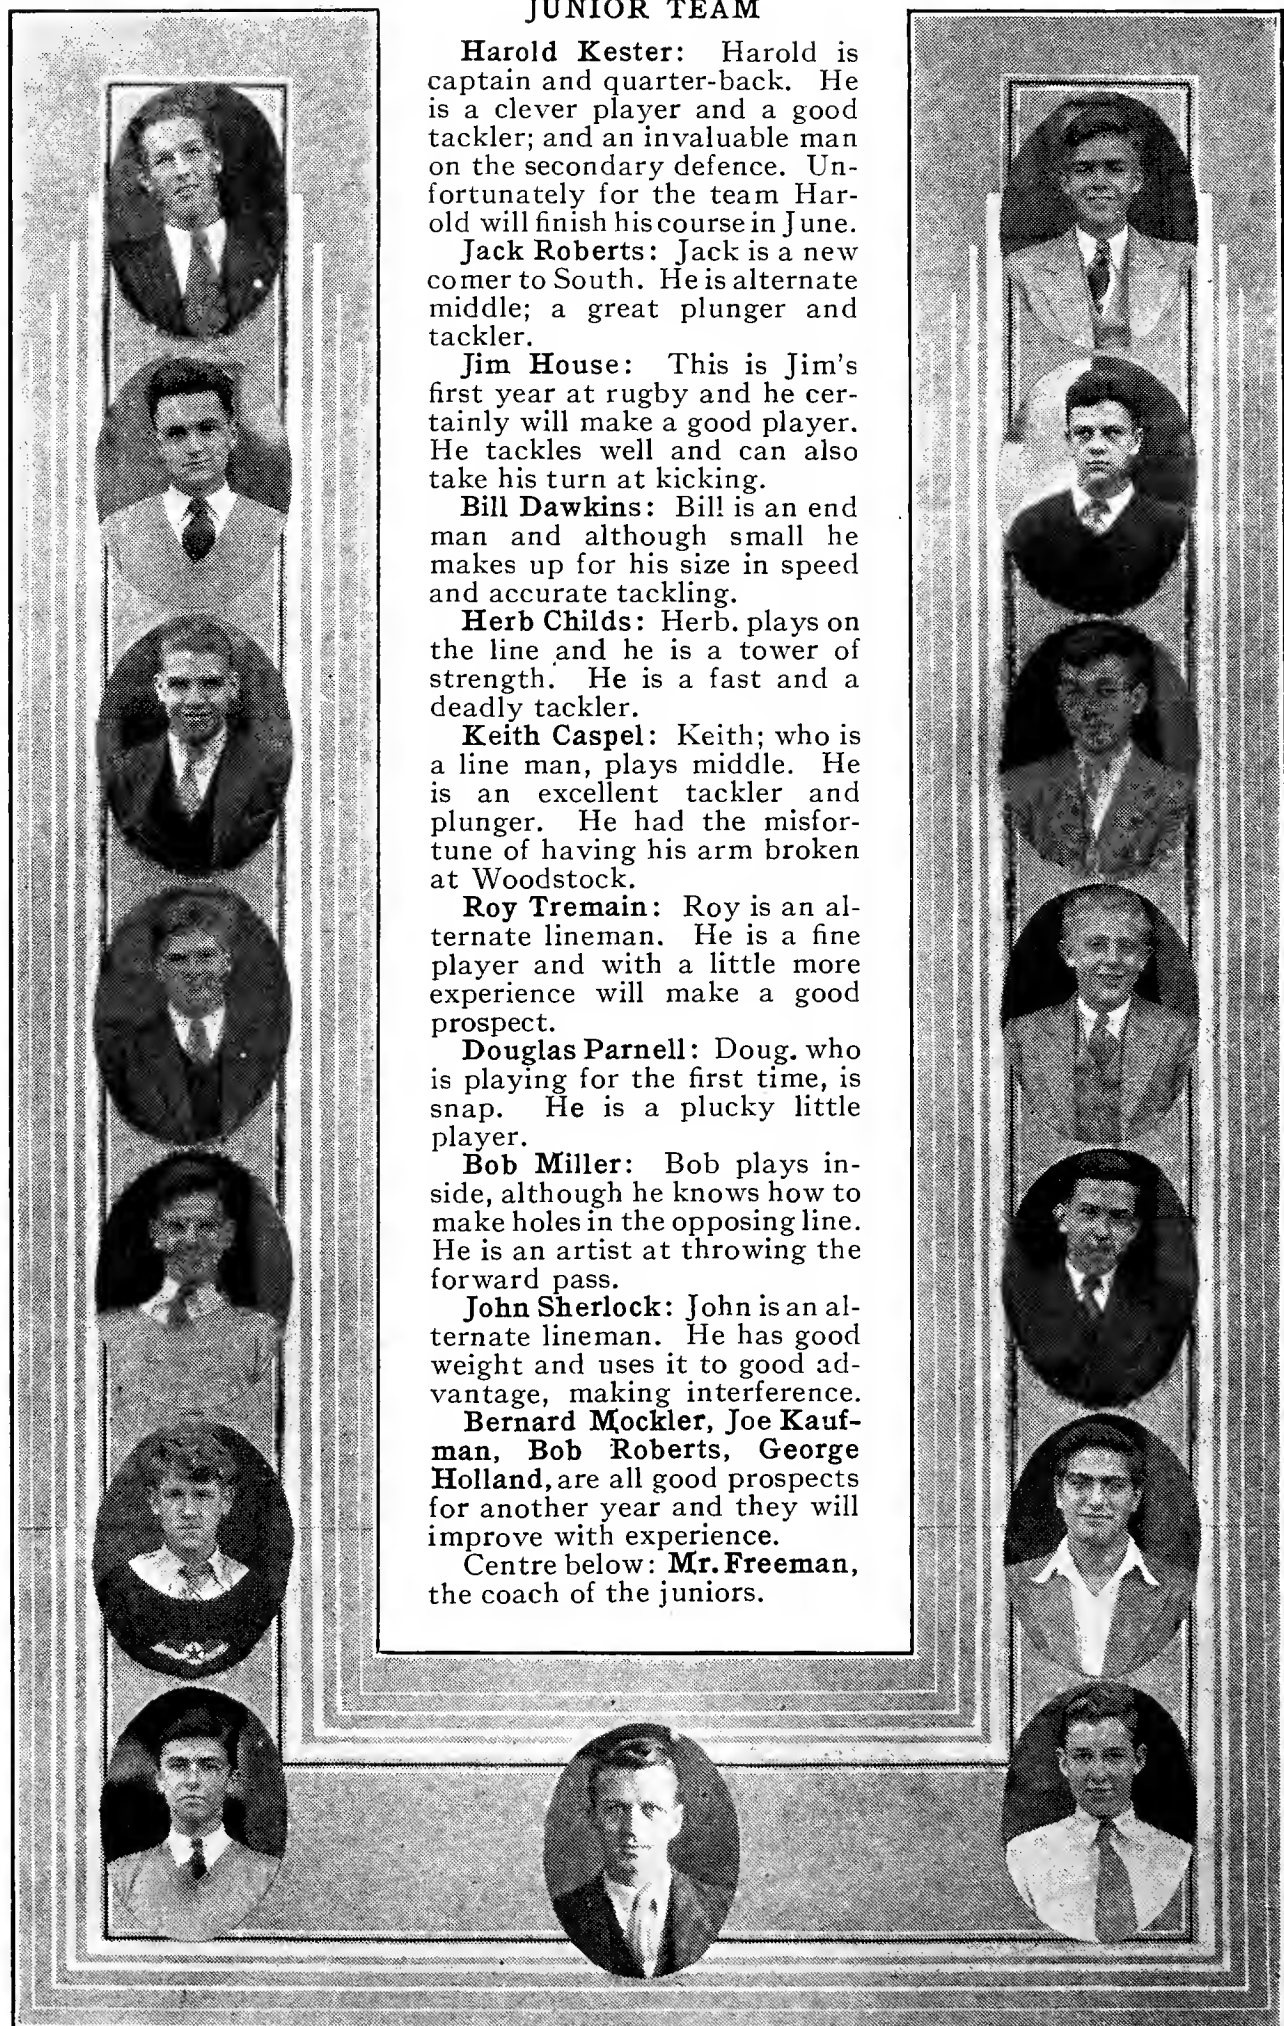 JUNIOR TEAM
Harold Kester: Harold is
captain and quarter-back. He
is a clever player and a good
tackler; and an invaluable man
on the secondary defence. Un-
fortunately for the team Har-
old will finish his course in June.
Jack Roberts: Jack is a new
comer to South. He is alternate
middle; a great plunger and
tackler.
Jim House: This is Jim's
first year at rugby and he cer-
tainly will make a good player.
He tackles well and can also
take his turn at kicking.
Bill Dawkins: Bill is an end
man and although small he
makes up for his size in speed
and accurate tackling.
Herb Childs: Herb. plays on
the line and he is a tower of
strength. He is a fast and a
deadly tackler.
Keith Caspel: Keith; who is
a line man, plays middle. He
is an excellent tackler and
plunger. He had the misfor-
tune of having his arm broken
at Woodstock.
Roy Tremain: Roy is an al-
ternate lineman. He is a fine
player and with a little more
experience will make a good
prospect.
Douglas Parnell: Doug. who
is playing for the first time, is
snap. He is a plucky little
player.
Bob Miller: Bob plays in-
side, although he knows how to
make holes in the opposing line.
He is an artist at throwing the
forward pass.
John Sherlock: John is an al-
ternate lineman. He has good
weight and uses it to good ad-
vantage, making interference.
Bernard Mockler, Joe Kauf-
man, Bob Roberts, George
Holland, are all good prospects
for another year and they will
improve with experience.
Centre below: Mr. Freeman,
the coach of the juniors.